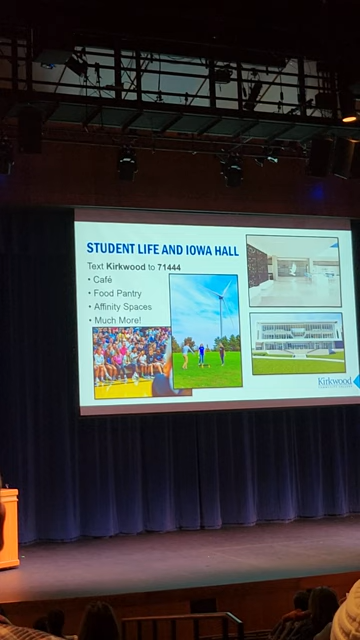 STUDENT LIFE AND IOWA HALL
Text Kirkwood to 71444
• Café
• Food Pantry
• Affinity Spaces
• Much More!
Kirkwood